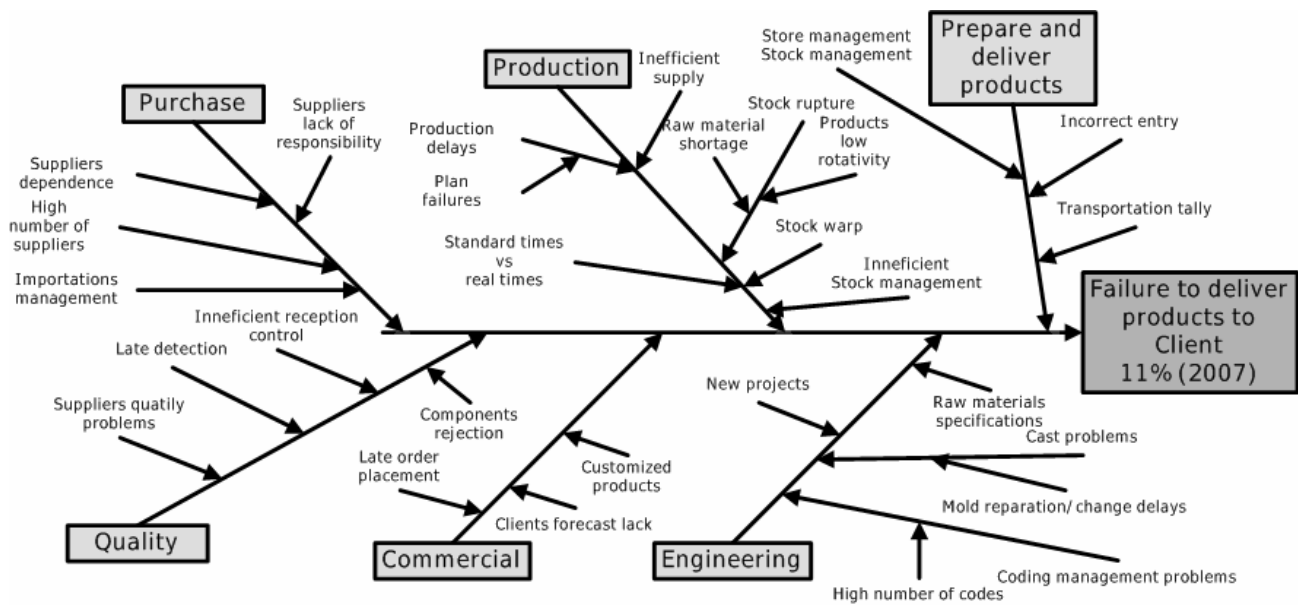 Purchase
Suppliers
lack of
responsibility
Suppliers
dependence
High
number of
suppliers
Importations
management
Production
Inefficient
supply
Production
delays
Plan
failures
Stock rupture
Raw material
shortage
Products
low
rotativity
Standard times
vs
real times
Stock warp
Inneficient
Stock management
Store management
Stock management
Prepare and
deliver
products
Incorrect entry
Transportation tally
Failure to deliver
products to
Client
11% (2007)
Inneficient reception
control
Late detection
Suppliers quatily
problems
Components
rejection
Quality
Late order
placement
Customized
products
Clients forecast lack
Commercial
New projects
Raw materials
specifications
Cast problems
Mold reparation/ change delays
Coding management problems
High number of codes
Engineering